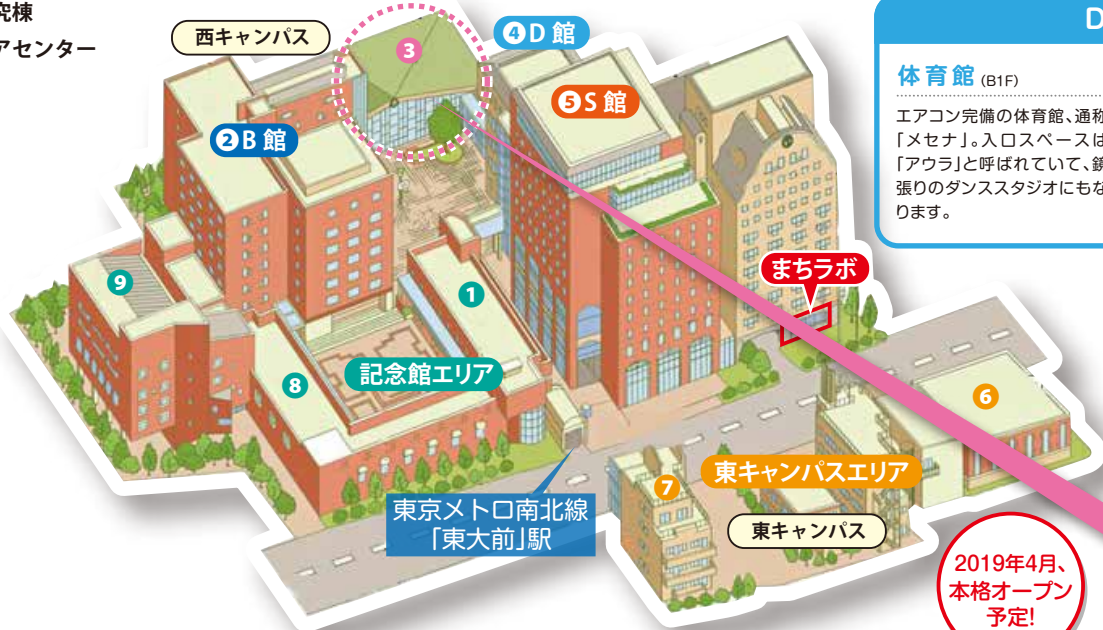 究棟
アセンター
西キャンパス
③
④D館
⑤S館
②B館
D
体育館(B1F)
エアコン完備の体育館、通称
「メセナ」。入口スペースは
「アウラ」と呼ばれていて、鏡
張りのダンススタジオにもな
ります。
まちラボ
⑨
①
⑧
記念館エリア
⑥
⑦
東キャンパスエリア
東キャンパス
東京メトロ南北線
「東大前」駅
2019年4月、
本格オープン
予定!